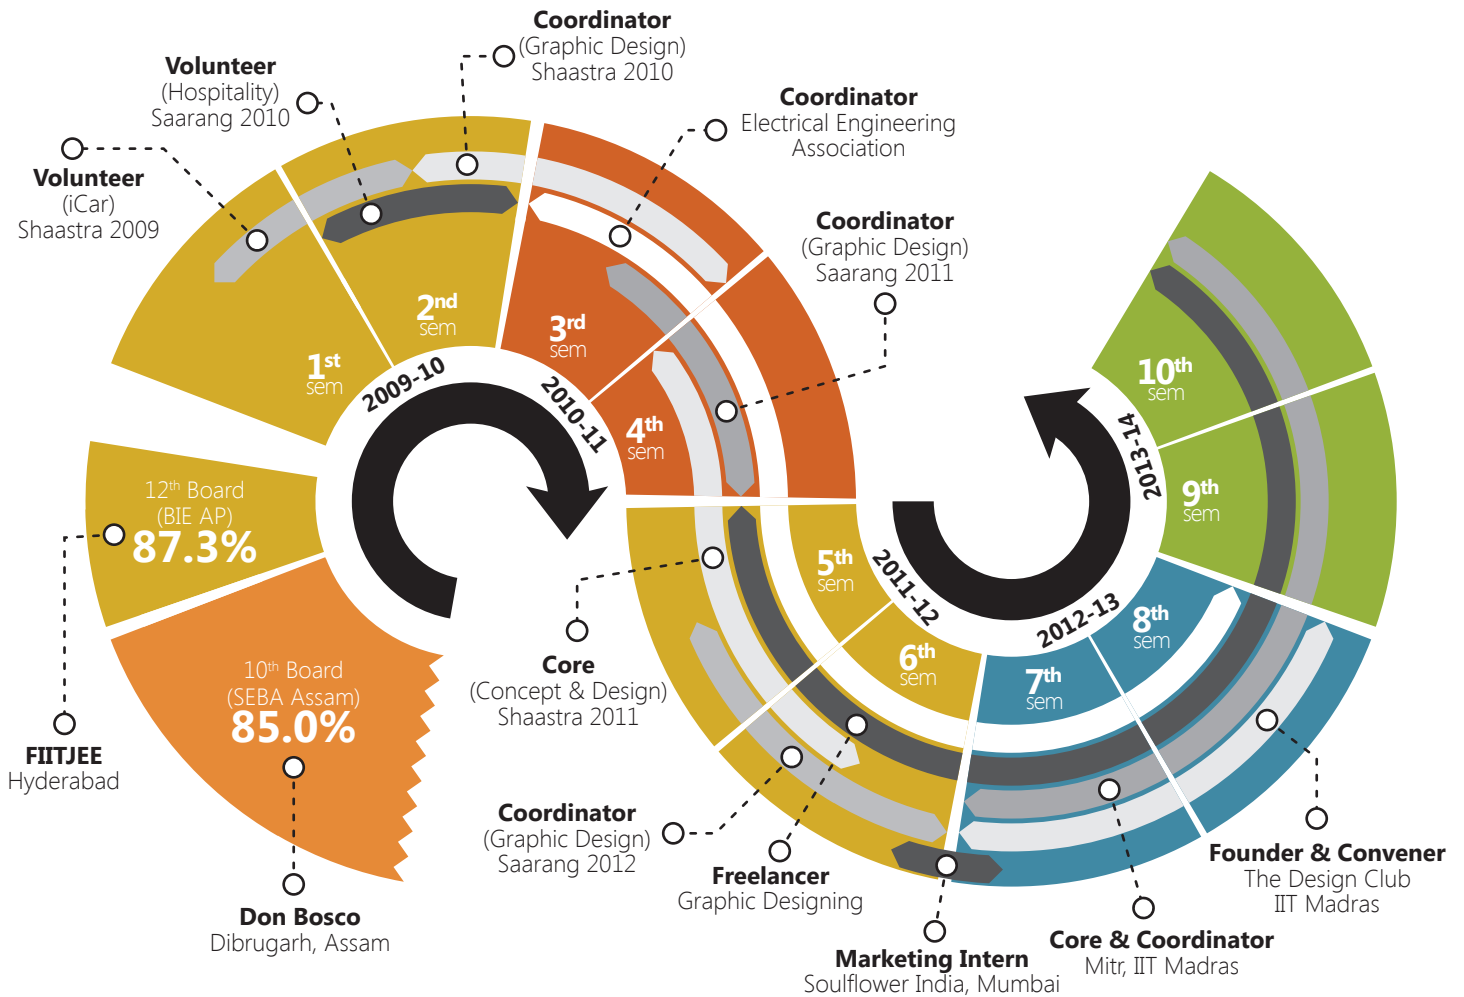 Coordinator
(Graphic Design)
Shaastra 2010
Volunteer
(Hospitality)
Saarang 2010
Volunteer
(iCar)
Shaastra 2009
Coordinator
Electrical Engineering
Association
Coordinator
(Graphic Design)
Saarang 2011
1st
sem
2nd
sem
2009-10
3rd
sem
4th
sem
2010-11
12th Board
(BIE AP)
87.3%
10th Board
(SEBA Assam)
85.0%
FIITJEE
Hyderabad
Don Bosco
Dibrugarh, Assam
5th
sem
6th
sem
2011-12
7th
sem
8th
sem
2012-13
9th
sem
10th
sem
2013-14
Core
(Concept & Design)
Shaastra 2011
Coordinator
(Graphic Design)
Saarang 2012
Freelancer
Graphic Designing
Marketing Intern
Soulflower India, Mumbai
Core & Coordinator
Mitr, IIT Madras
Founder & Convener
The Design Club
IIT Madras